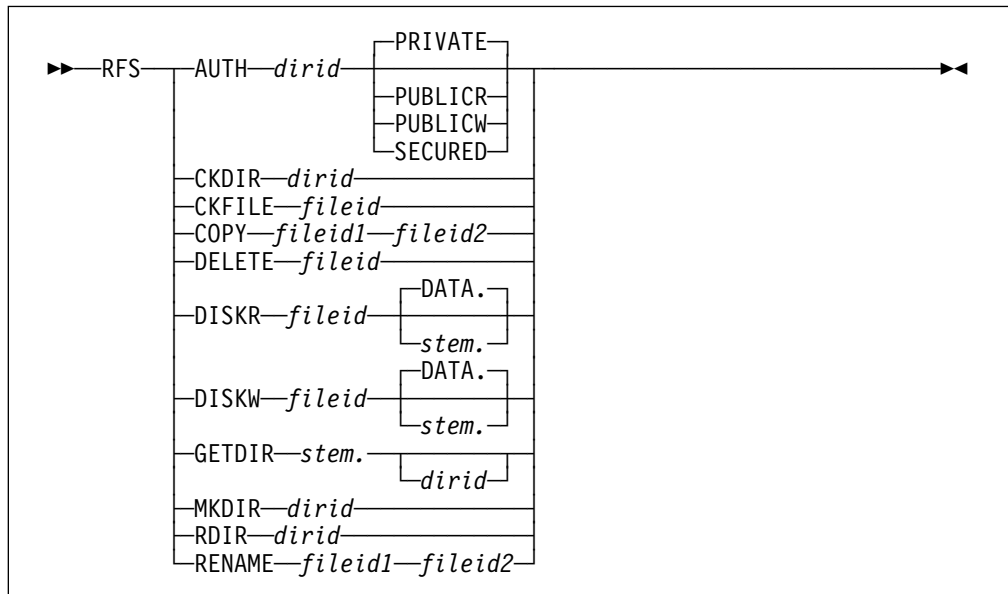 PRIVATE
RFS AUTH dirid
PUBLICR
PUBLICW
SECURED
CKDIR dirid
CKFILE fileid
COPY fileid1 fileid2
DELETE fileid
DATA.
DISKR fileid
stem.
DATA.
DISKW fileid
stem.
GETDIR stem.
dirid
MKDIR dirid
RDIR dirid
RENAME fileid1 fileid2